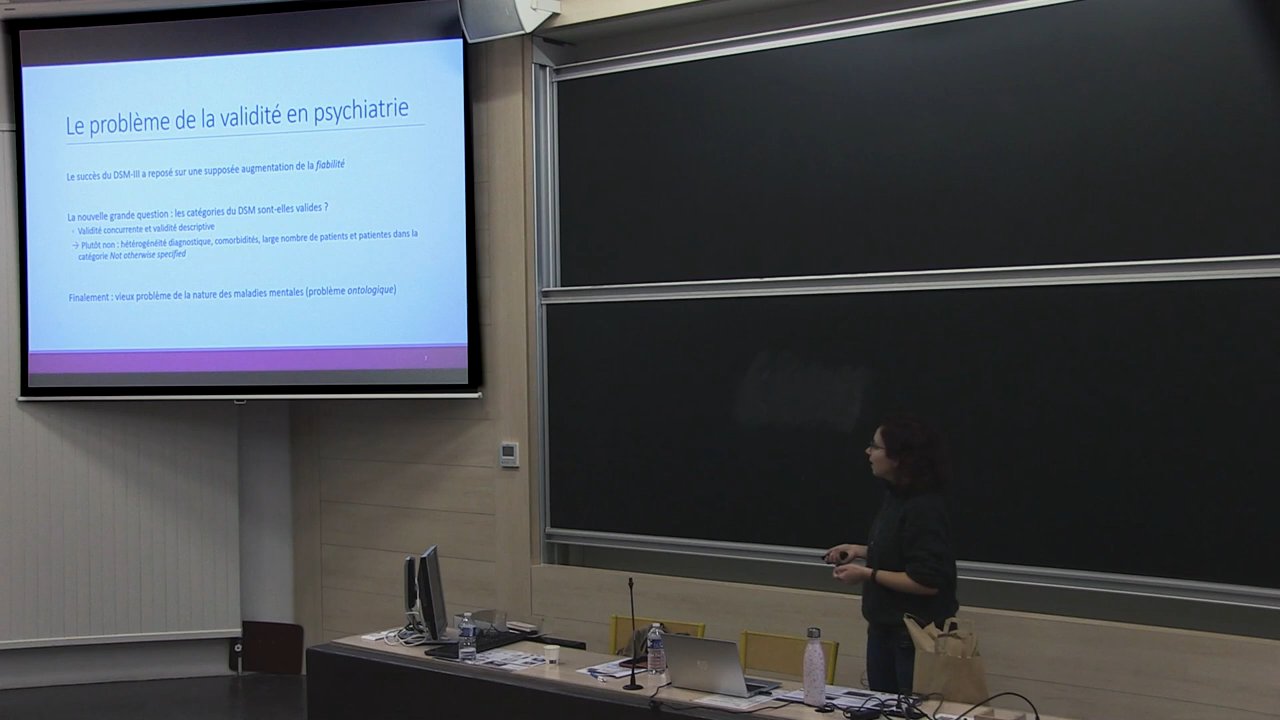 Le problème de la validité en psychiatrie
Le succès du DSM-III a reposé sur une supposée augmentation de la fiabilité
La nouvelle grande question : les catégories du DSM sont-elles valides ?
Validité concurrente et validité descriptive
→ Plutôt non : hétérogénéité diagnostique, comorbidités, large nombre de patients et patientes dans la
catégorie Not otherwise specified
Finalement : vieux problème de la nature des maladies mentales (problème ontologique)